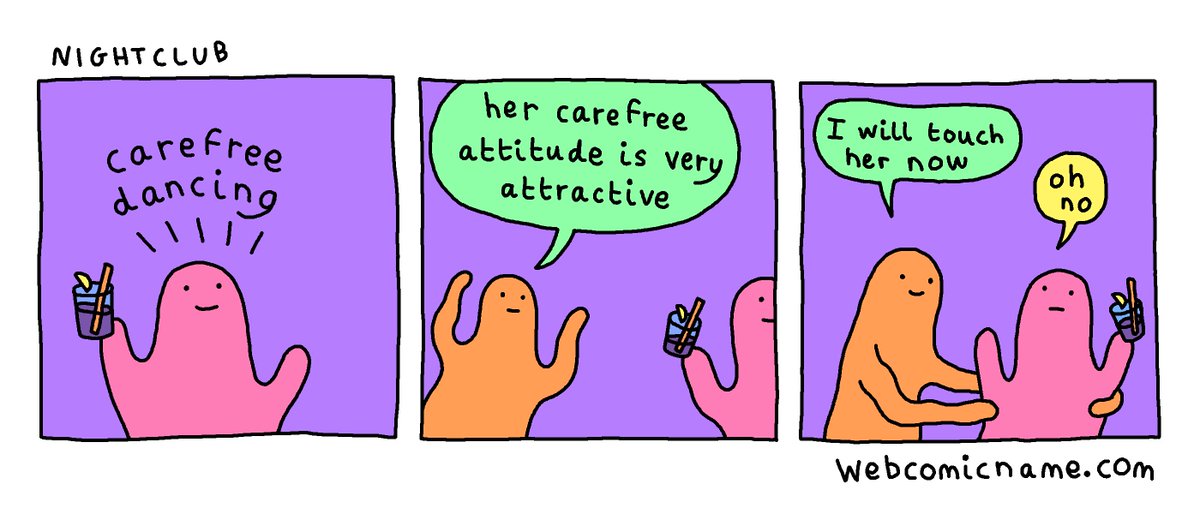 NIGHTCLUB
carefree
dancing
her carefree
attitude is very
attractive
I will touch
her now
oh
no
webcomicname.com